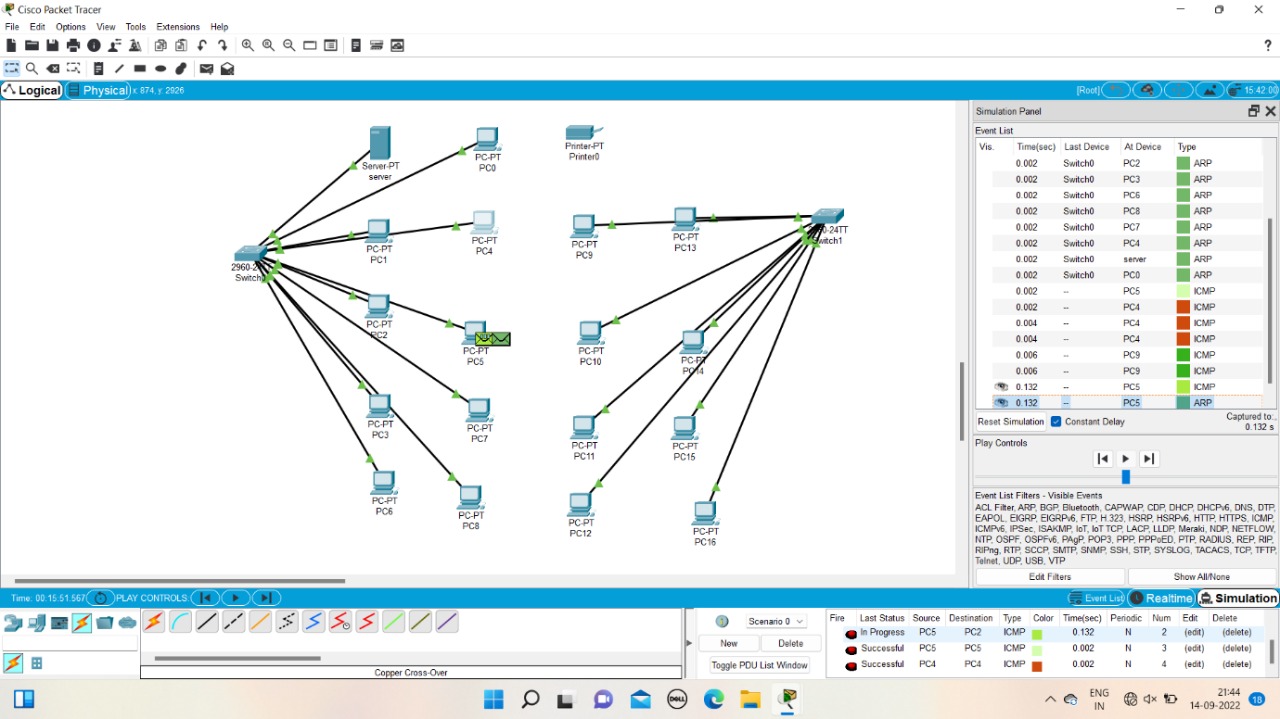 Cisco Packet Tracer
File Edit Options View Tools Extensions Help
?
Logical Physical x: 874, y: 2926 [Root] 15:42:00
Server-PT
server
PC-PT
PC0
Printer-PT
Printer0
PC-PT
PC1
PC-PT
PC4
PC-PT
PC9
PC-PT
PC13
Switch1
Switch0
PC-PT
PC2
PC-PT
PC5
PC-PT
PC10
PC-PT
PC14
PC-PT
PC3
PC-PT
PC7
PC-PT
PC11
PC-PT
PC15
PC-PT
PC6
PC-PT
PC8
PC-PT
PC12
PC-PT
PC16
Simulation Panel
Event List
Vis. Time(sec) Last Device At Device Type
0.002 Switch0 PC2 ARP
0.002 Switch0 PC3 ARP
0.002 Switch0 PC6 ARP
0.002 Switch0 PC8 ARP
0.002 Switch0 PC7 ARP
0.002 Switch0 PC4 ARP
0.002 Switch0 server ARP
0.002 Switch0 PC0 ARP
0.002 -- PC5 ICMP
0.002 -- PC4 ICMP
0.004 -- PC4 ICMP
0.004 -- PC4 ICMP
0.006 -- PC9 ICMP
0.006 -- PC9 ICMP
0.132 -- PC5 ICMP
0.132 -- PC5 ARP
Reset Simulation Constant Delay Captured to:..
0.132 s
Play Controls
Event List Filters - Visible Events
ACL Filter, ARP, BGP, Bluetooth, CAPWAP, CDP, DHCP, DHCPv6, DNS, DTP,
EAPOL, EIGRP, EIGRPv6, FTP, H.323, HSRP, HSRPv6, HTTP, HTTPS, ICMP,
ICMPv6, IPSec, ISAKMP, IoT, IoT TCP, LACP, LLDP, Meraki, NDP, NETFLOW,
NTP, OSPF, OSPFv6, PAgP, POP3, PPP, PPPoED, PTP, RADIUS, REP, RIP,
RIPng, RTP, SCCP, SMTP, SNMP, SSH, STP, SYSLOG, TACACS, TCP, TFTP,
Telnet, UDP, USB, VTP
Edit Filters Show All/None
Time: 00:15:51.567 PLAY CONTROLS: Event List Realtime Simulation
Copper Cross-Over
Scenario 0
New Delete
Toggle PDU List Window
Fire Last Status Source Destination Type Color Time(sec) Periodic Num Edit Delete
In Progress PC5 PC2 ICMP 0.132 N 2 (edit) (delete)
Successful PC5 PC5 ICMP 0.002 N 3 (edit) (delete)
Successful PC4 PC4 ICMP 0.002 N 4 (edit) (delete)
DELL
ENG
IN
21:44
14-09-2022
18